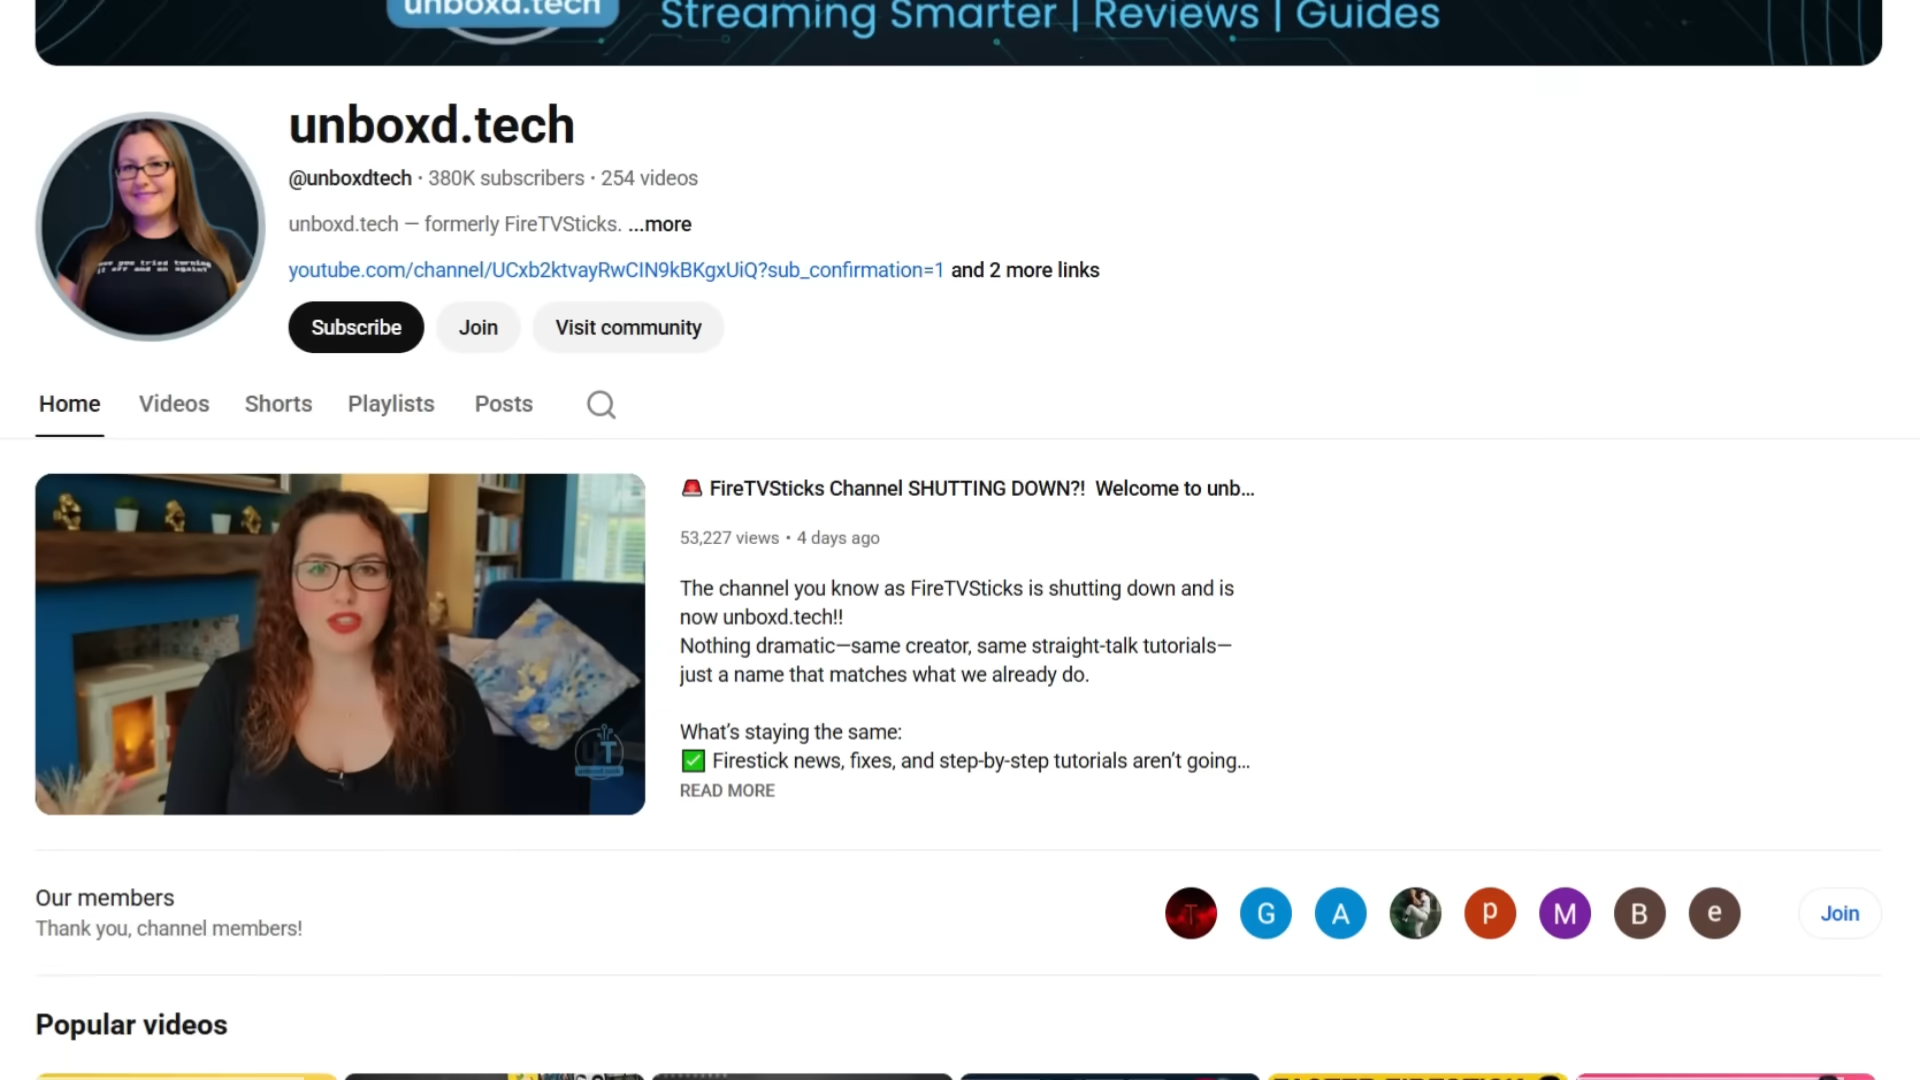 unboxd.tech
Streaming Smarter | Reviews | Guides
unboxd.tech
@unboxdtech · 380K subscribers · 254 videos
unboxd.tech — formerly FireTVSticks. ...more
youtube.com/channel/UCxb2ktvayRwCIN9kBKgxUiQ?sub_confirmation=1 and 2 more links
Subscribe
Join
Visit community
Home
Videos
Shorts
Playlists
Posts
🚨 FireTVSticks Channel SHUTTING DOWN?! Welcome to unb...
53,227 views • 4 days ago
The channel you know as FireTVSticks is shutting down and is
now unboxd.tech!!
Nothing dramatic—same creator, same straight-talk tutorials—
just a name that matches what we already do.
What's staying the same:
✅ Firestick news, fixes, and step-by-step tutorials aren't going...
READ MORE
UT
Our members
Thank you, channel members!
T
G
A
p
M
B
e
Join
Popular videos